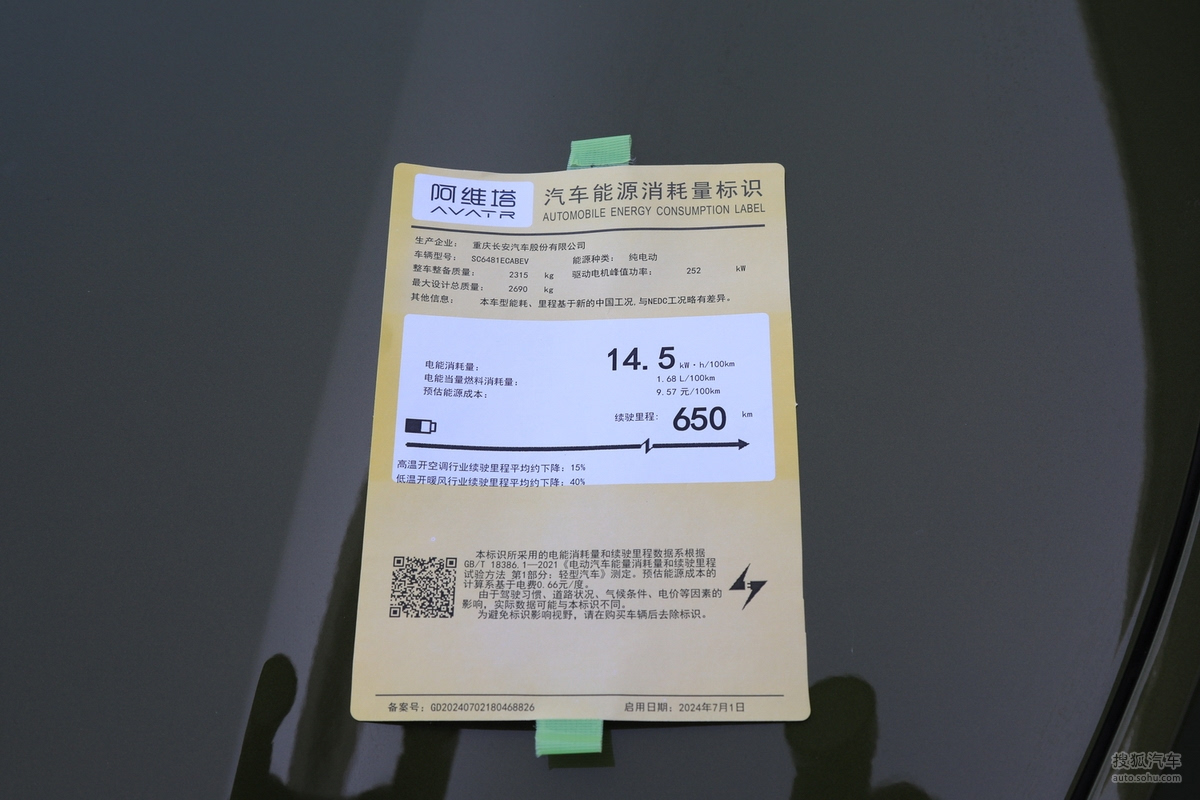 阿维塔
AVATR
汽车能源消耗量标识
AUTOMOBILE ENERGY CONSUMPTION LABEL
生产企业: 重庆长安汽车股份有限公司
车辆型号: SC6481ECABEV 能源种类: 纯电动
整车整备质量: 2315 kg 驱动电机峰值功率: 252 kW
最大设计总质量: 2690 kg
其他信息: 本车型能耗、里程基于新的中国工况,与NEDC工况略有差异。
电能消耗量: 14.5 kW·h/100km
电能当量燃料消耗量: 1.68 L/100km
预估能源成本: 9.57 元/100km
续驶里程: 650 km
高温开空调行业续驶里程平均约下降: 15%
低温开暖风行业续驶里程平均约下降: 40%
本标识所采用的电能消耗量和续驶里程数据系根据
GB/T 18386.1—2021《电动汽车能量消耗量和续驶里程
试验方法 第1部分: 轻型汽车》测定。预估能源成本的
计算系基于电费0.66元/度。
由于驾驶习惯、道路状况、气候条件、电价等因素的
影响, 实际数据可能与本标识不同。
为避免标识影响视野, 请在购买车辆后去除标识。
备案号: GD20240702180468826 启用日期: 2024年7月1日
搜狐汽车
auto.sohu.com